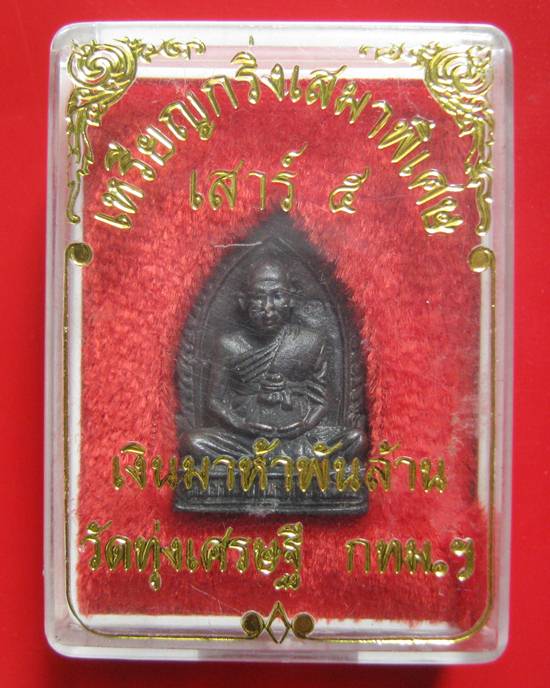 เหรียญกริ่งเสมาพิเศษ
เสาร์ ๕
เงินมาห้าพันล้าน
วัดทุ่งเศรษฐี กทม.ฯ